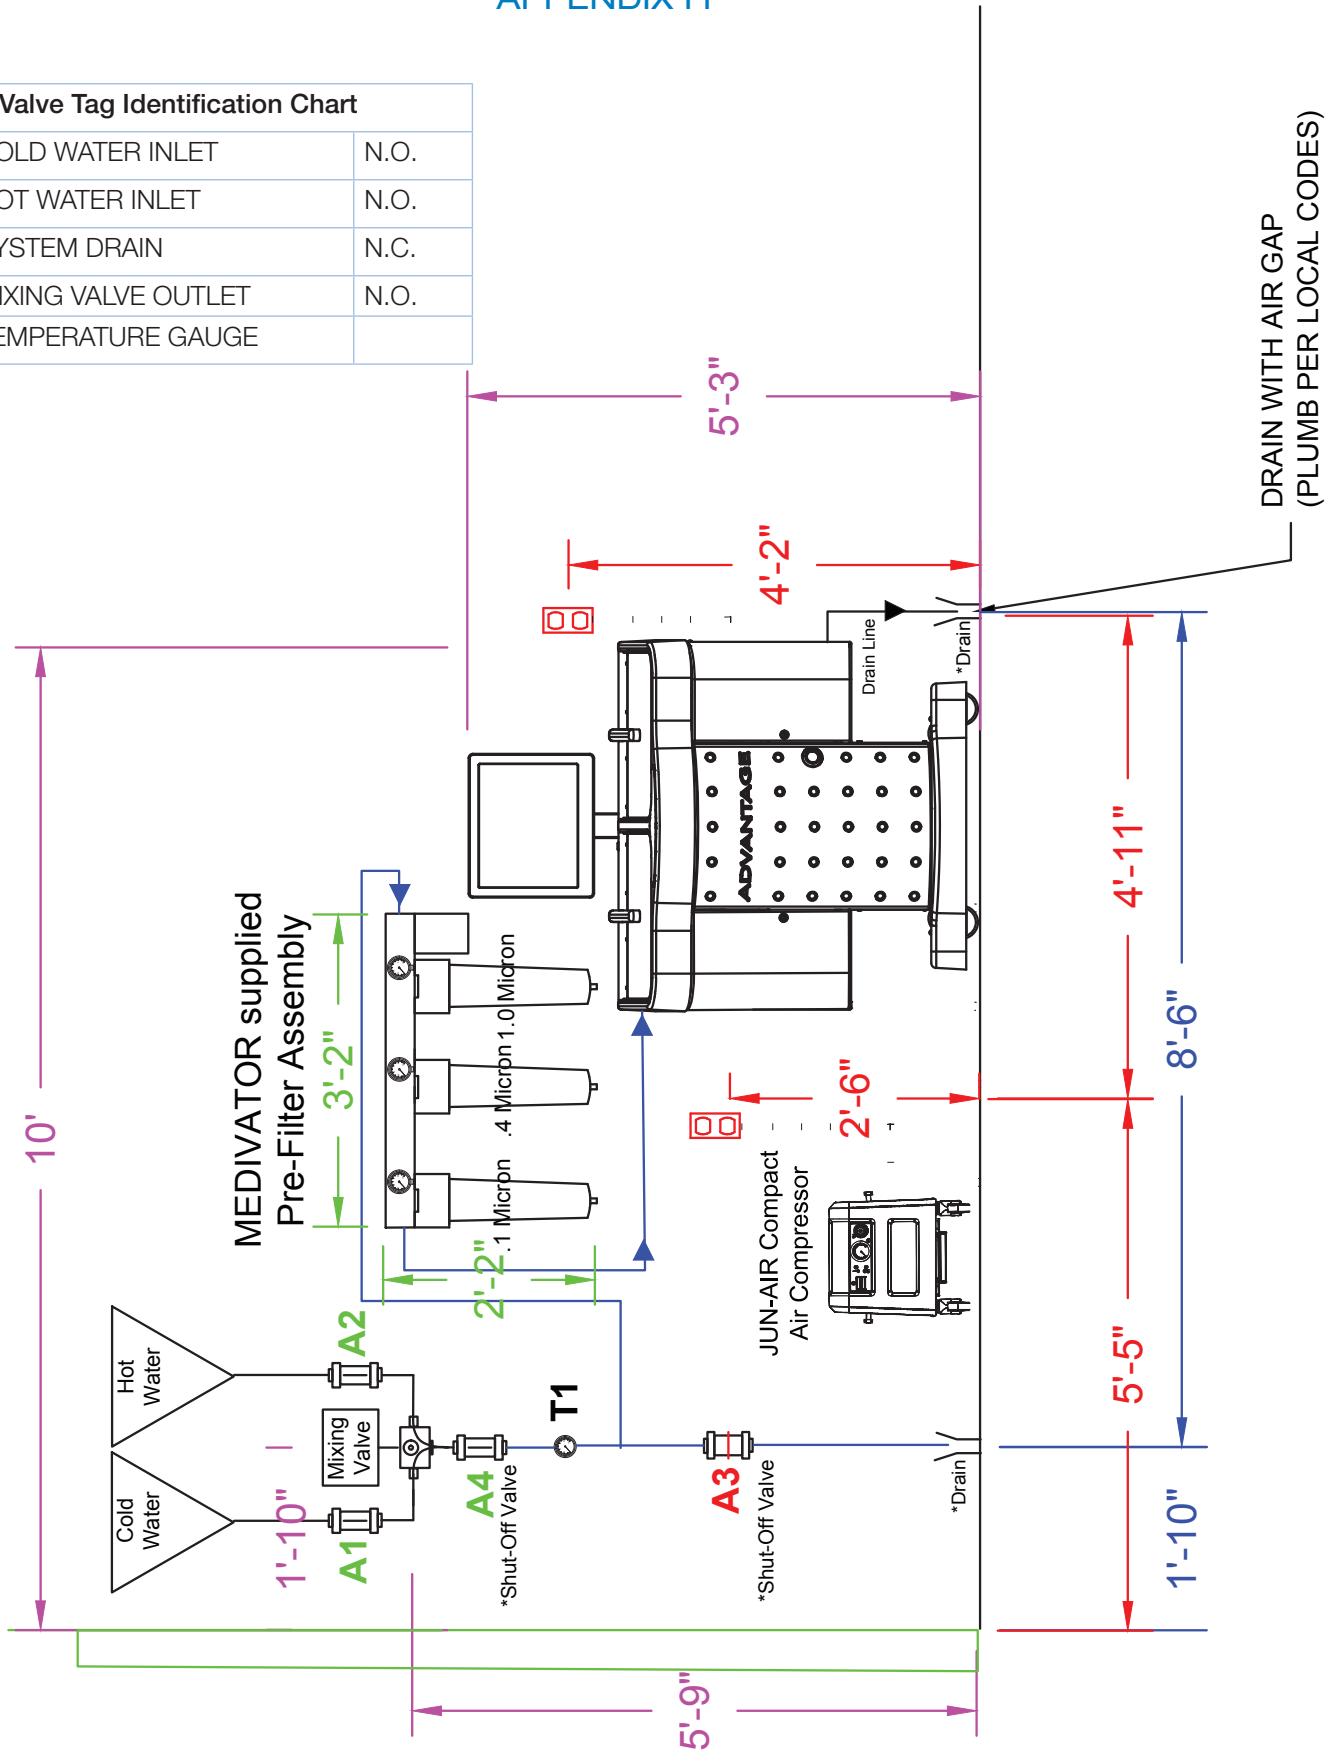 Valve Tag Identification Chart
OLD WATER INLET N.O.
OT WATER INLET N.O.
YSTEM DRAIN N.C.
IXING VALVE OUTLET N.O.
EMPERATURE GAUGE
10'
MEDIVATOR supplied
Pre-Filter Assembly
3'-2"
2'-2"
.1 Micron
.4 Micron
1.0 Micron
Hot
Water
Cold
Water
Mixing
Valve
1'-10"
A1
A2
A4
*Shut-Off Valve
T1
A3
*Shut-Off Valve
*Drain
JUN-AIR Compact
Air Compressor
2'-6"
ADVANTAGE
4'-2"
5'-3"
Drain Line
*Drain
DRAIN WITH AIR GAP
(PLUMB PER LOCAL CODES)
5'-9"
5'-5"
4'-11"
1'-10"
8'-6"